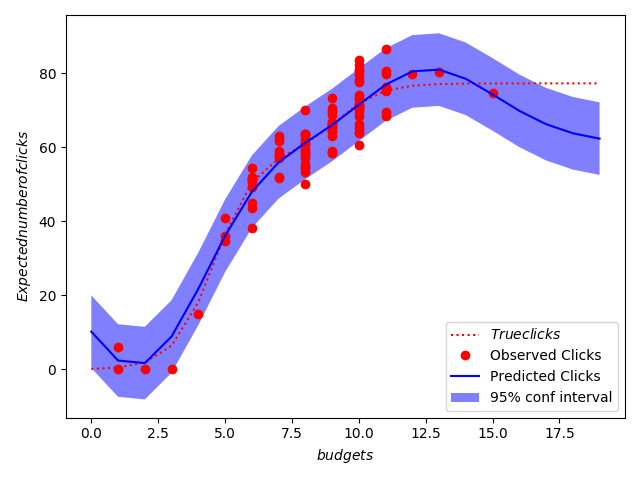 Expectednumberofclicks
80
60
40
20
0
0.0 2.5 5.0 7.5 10.0 12.5 15.0 17.5
budgets
Trueclicks
Observed Clicks
Predicted Clicks
95% conf interval